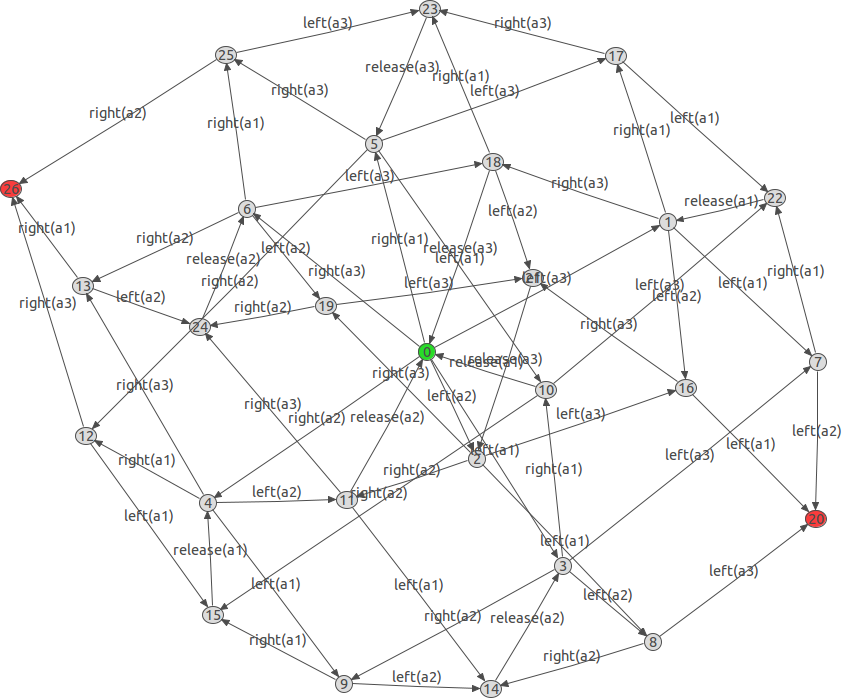 23
left(a3)
right(a3)
25
17
release(a3)
right(a1)
right(a3)
left(a3)
right(a2)
left(a1)
right(a1)
right(a1)
5
18
left(a3)
right(a3)
26
22
release(a1)
6
left(a2)
1
right(a1)
right(a2)
right(a1)
left(a2)
release(a3)
left(a1)
release(a2)
right(a3)
right(a1)
left(a3)
13
right(a2)
left(a3)
left(a3)
left(a2)
left(a1)
left(a2)
right(a3)
19
right(a2)
24
right(a3)
0
release(a3)
7
right(a3)
right(a3)
10
16
left(a2)
right(a3)
right(a2)
release(a2)
left(a3)
left(a2)
12
left(a1)
left(a1)
right(a1)
2
left(a3)
right(a2)
right(a1)
4
left(a2)
11
right(a2)
left(a1)
20
release(a1)
left(a1)
3
left(a3)
left(a1)
left(a1)
left(a2)
15
right(a2)
release(a2)
right(a1)
8
right(a2)
9
left(a2)
14